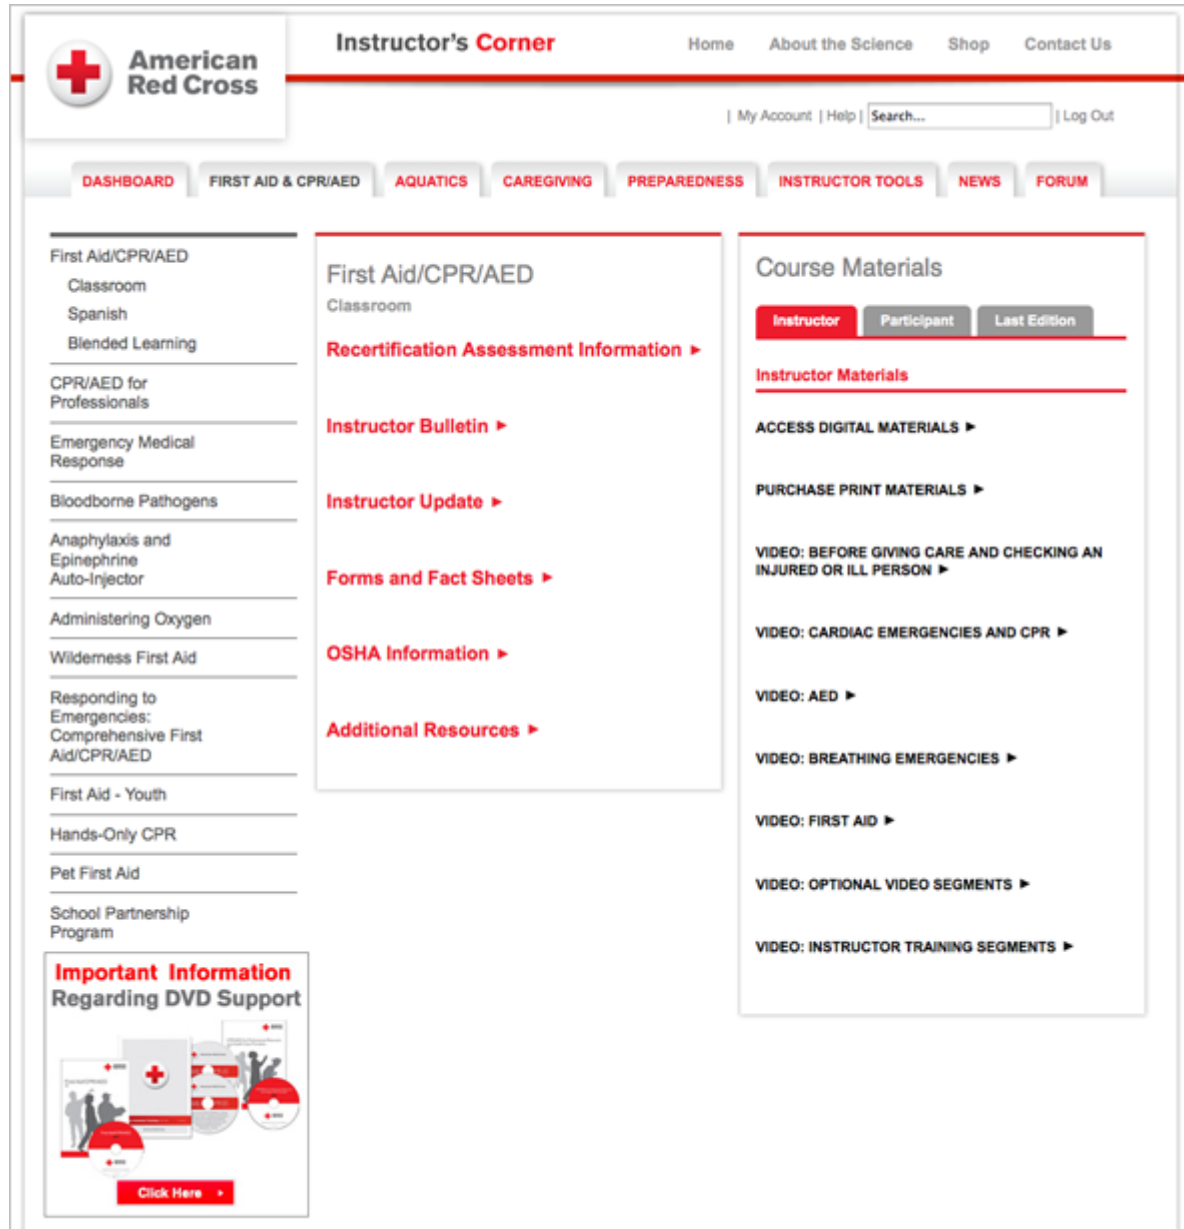 American
Red Cross
Instructor's Corner
Home About the Science Shop Contact Us
| My Account | Help | Search... | Log Out
DASHBOARD FIRST AID & CPR/AED AQUATICS CAREGIVING PREPAREDNESS INSTRUCTOR TOOLS NEWS FORUM
First Aid/CPR/AED
Classroom
Spanish
Blended Learning
CPR/AED for
Professionals
Emergency Medical
Response
Bloodborne Pathogens
Anaphylaxis and
Epinephrine
Auto-Injector
Administering Oxygen
Wilderness First Aid
Responding to
Emergencies:
Comprehensive First
Aid/CPR/AED
First Aid - Youth
Hands-Only CPR
Pet First Aid
School Partnership
Program
Important Information
Regarding DVD Support
Click Here
First Aid/CPR/AED
Classroom
Recertification Assessment Information ►
Instructor Bulletin ►
Instructor Update ►
Forms and Fact Sheets ►
OSHA Information ►
Additional Resources ►
Course Materials
Instructor Participant Last Edition
Instructor Materials
ACCESS DIGITAL MATERIALS ►
PURCHASE PRINT MATERIALS ►
VIDEO: BEFORE GIVING CARE AND CHECKING AN
INJURED OR ILL PERSON ►
VIDEO: CARDIAC EMERGENCIES AND CPR ►
VIDEO: AED ►
VIDEO: BREATHING EMERGENCIES ►
VIDEO: FIRST AID ►
VIDEO: OPTIONAL VIDEO SEGMENTS ►
VIDEO: INSTRUCTOR TRAINING SEGMENTS ►